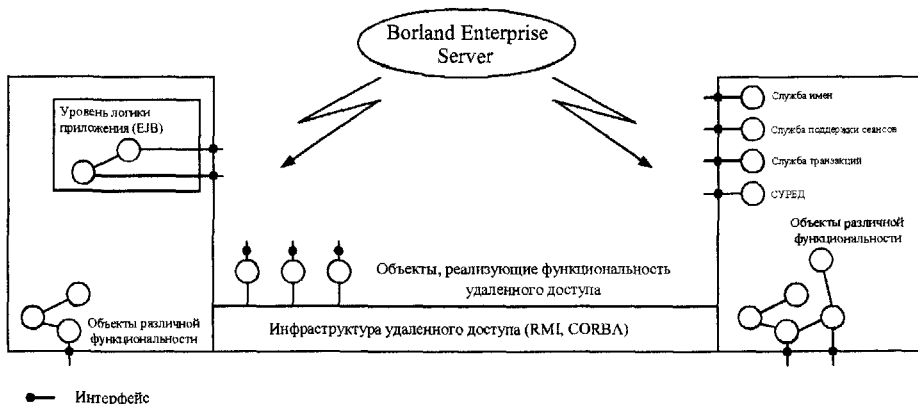 Borland Enterprise
Server
Уровень логики
приложения (EJB)
Служба имен
Служба поддержки сеансов
Служба транзакций
СУРБД
Объекты различной
функциональности
Объекты, реализующие функциональность
удаленного доступа
Объекты различной
функциональности
Инфраструктура удаленного доступа (RMI, CORBA)
Интерфейс